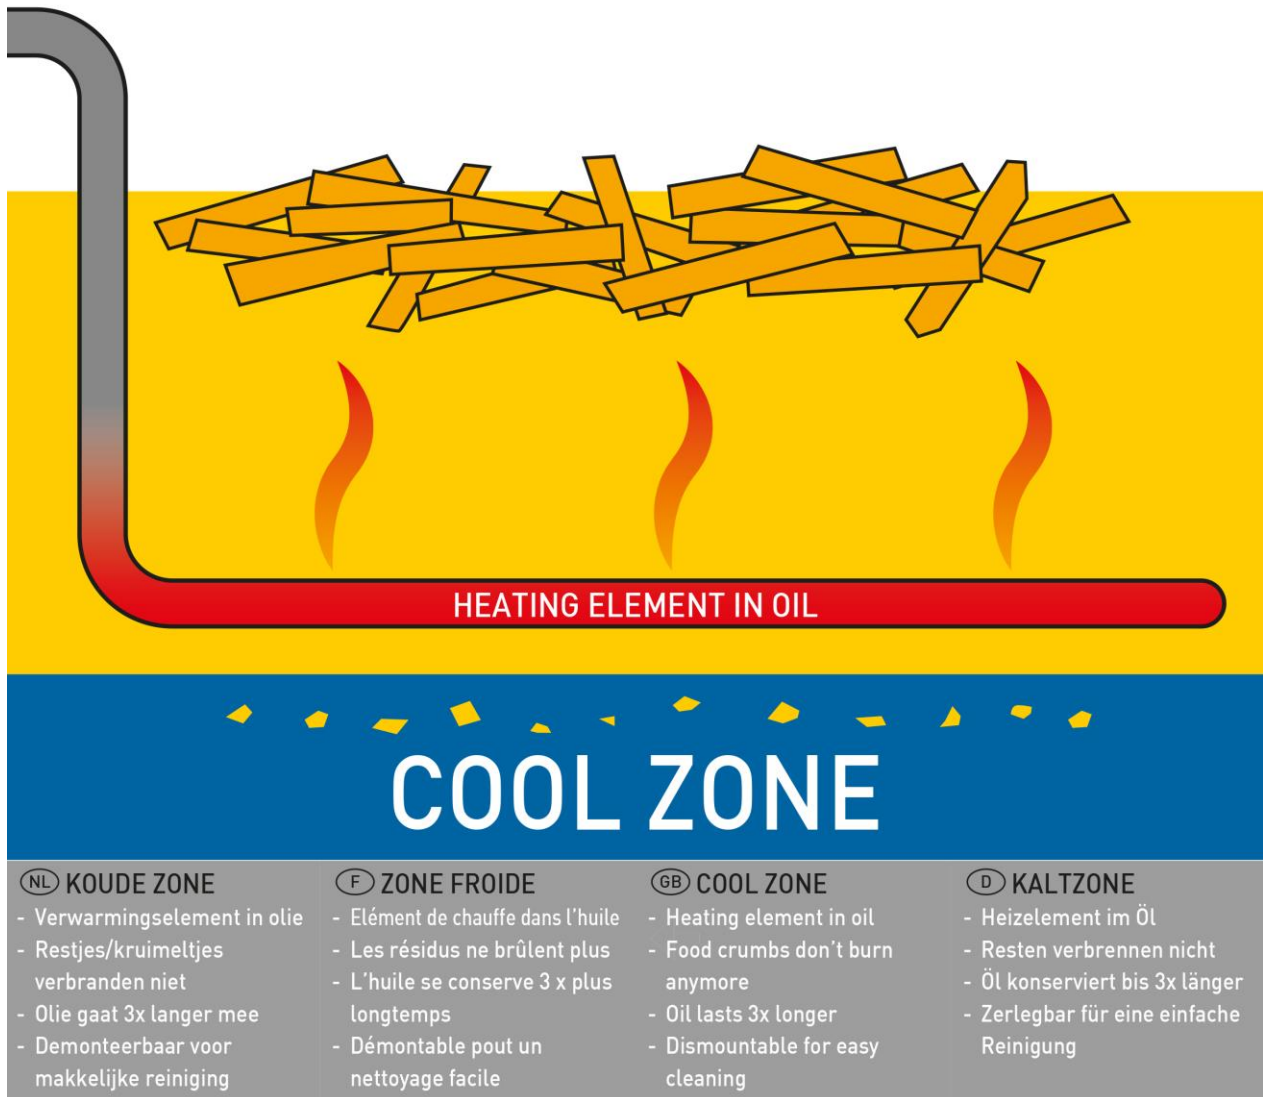 HEATING ELEMENT IN OIL
COOL ZONE
NL KOUDE ZONE
- Verwarmingselement in olie
- Restjes/kruimeltjes
verbranden niet
- Olie gaat 3x langer mee
- Demonteerbaar voor
makkelijke reiniging
F ZONE FROIDE
- Elément de chauffe dans l'huile
- Les résidus ne brûlent plus
- L'huile se conserve 3 x plus
longtemps
- Démontable pout un
nettoyage facile
GB COOL ZONE
- Heating element in oil
- Food crumbs don't burn
anymore
- Oil lasts 3x longer
- Dismountable for easy
cleaning
D KALTZONE
- Heizelement im Öl
- Resten verbrennen nicht
- Öl konserviert bis 3x länger
- Zerlegbar für eine einfache
Reinigung